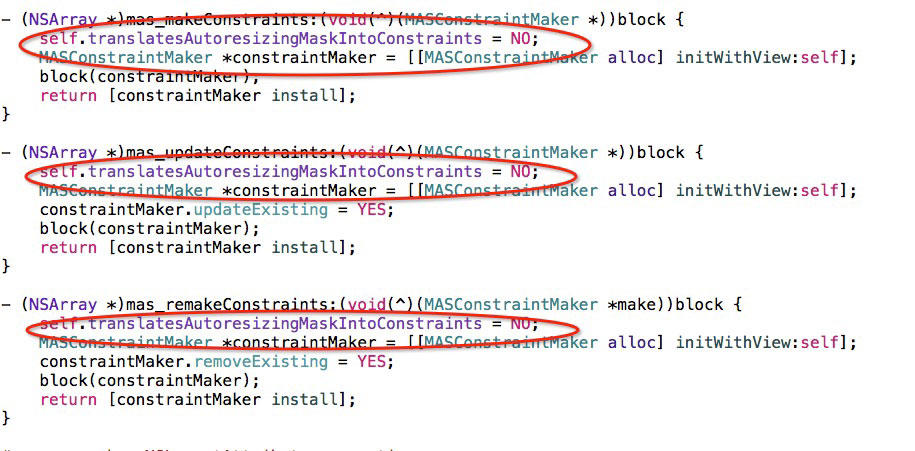 - (NSArray *)mas_makeConstraints:(void(^)(MASConstraintMaker *))block {
self.translatesAutoresizingMaskIntoConstraints = NO;
MASConstraintMaker *constraintMaker = [[MASConstraintMaker alloc] initWithView:self];
block(constraintMaker);
return [constraintMaker install];
}
- (NSArray *)mas_updateConstraints:(void(^)(MASConstraintMaker *))block {
self.translatesAutoresizingMaskIntoConstraints = NO;
MASConstraintMaker *constraintMaker = [[MASConstraintMaker alloc] initWithView:self];
constraintMaker.updateExisting = YES;
block(constraintMaker);
return [constraintMaker install];
}
- (NSArray *)mas_remakeConstraints:(void(^)(MASConstraintMaker *make))block {
self.translatesAutoresizingMaskIntoConstraints = NO;
MASConstraintMaker *constraintMaker = [[MASConstraintMaker alloc] initWithView:self];
constraintMaker.removeExisting = YES;
block(constraintMaker);
return [constraintMaker install];
}